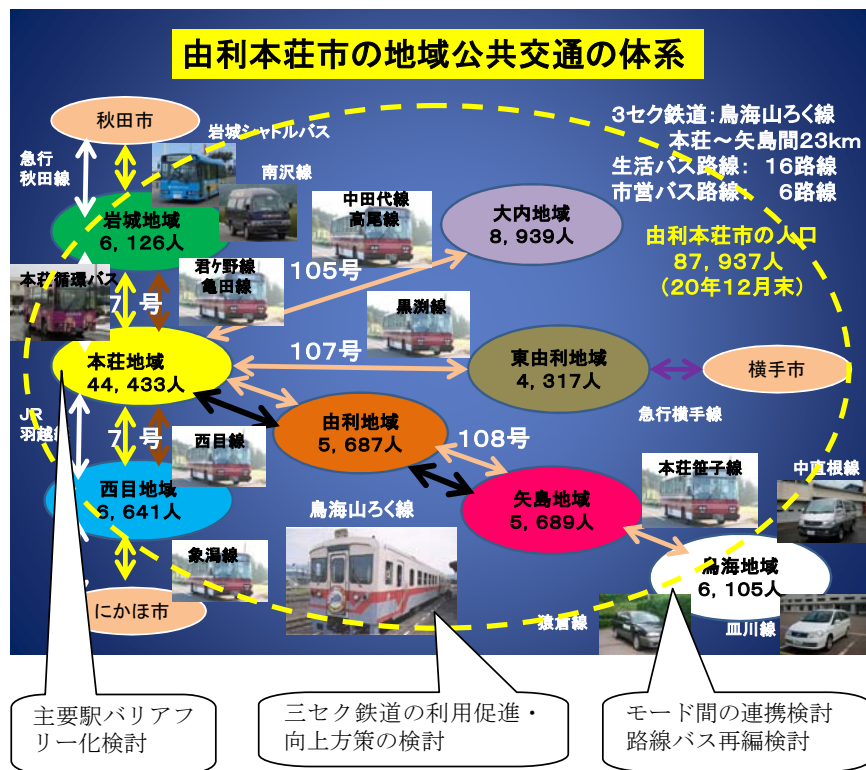 由利本荘市の地域公共交通の体系
秋田市
岩城シャトルバス
急行
秋田線
南沢線
3セク鉄道:鳥海山ろく線
本荘~矢島間23km
生活バス路線: 16路線
市営バス路線: 6路線
岩城地域
6,126人
中田代線
高尾線
大内地域
8,939人
由利本荘市の人口
87,937人
(20年12月末)
本荘循環バス
7 号
君ケ野線
亀田線
105号
黒渕線
本荘地域
44,433人
107号
東由利地域
4,317人
横手市
急行横手線
JR
羽越
7 号
西目線
由利地域
5,687人
108号
西目地域
6,641人
鳥海山ろく線
矢島地域
5,689人
本荘笹子線
中直根線
象潟線
にかほ市
鳥海地域
6,105人
猿倉線
皿川線
主要駅バリアフ
リー化検討
三セク鉄道の利用促進・
向上方策の検討
モード間の連携検討
路線バス再編検討